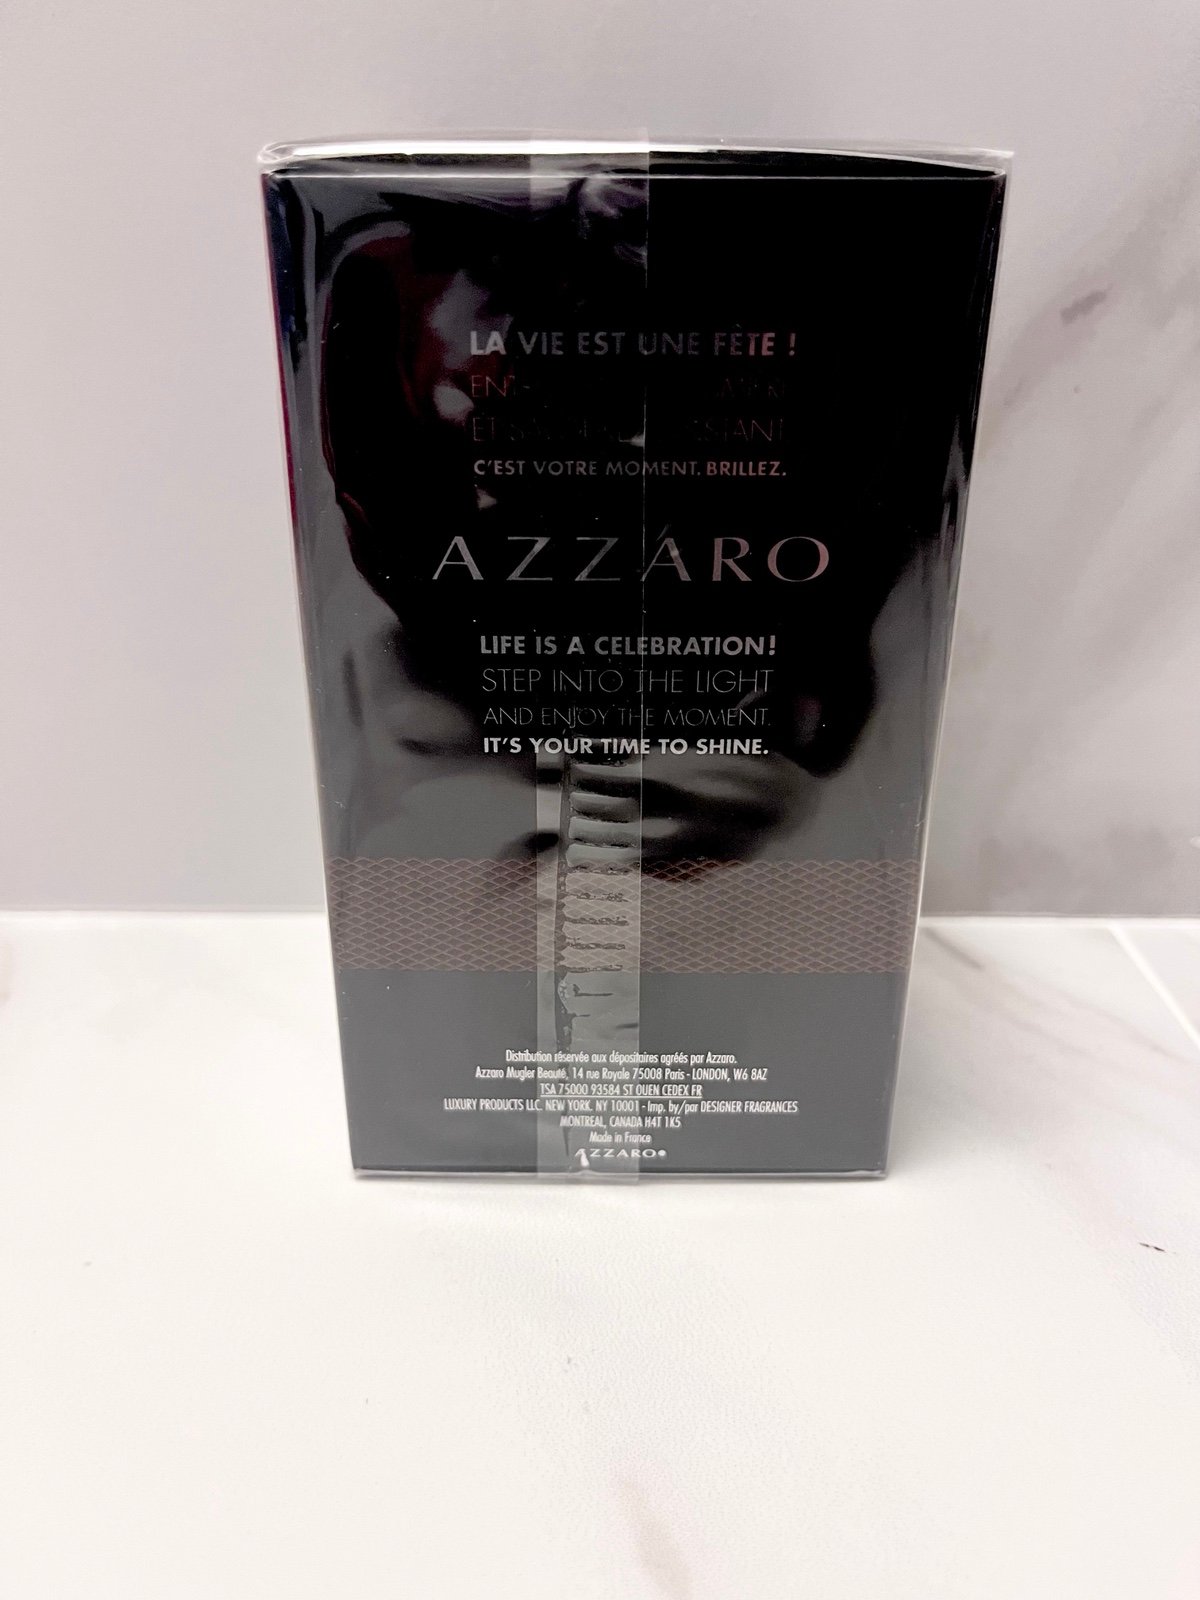 LA VIE EST UNE FÊTE !
C'EST VOTRE MOMENT. BRILLEZ.
AZZARO
LIFE IS A CELEBRATION!
STEP INTO THE LIGHT
AND ENJOY THE MOMENT.
IT'S YOUR TIME TO SHINE.
Distribution réservée aux dépositaires agréés par Azzaro.
Azzaro Mugler Beauté, 14 rue Royale 75008 Paris - LONDON, W6 8AZ
TSA 75000 93584 ST OUEN CEDEX FR
LUXURY PRODUCTS LLC. NEW YORK. NY 10001 - Imp. by/par DESIGNER FRAGRANCES
MONTREAL, CANADA H4T 1K5
Made in France
AZZARO